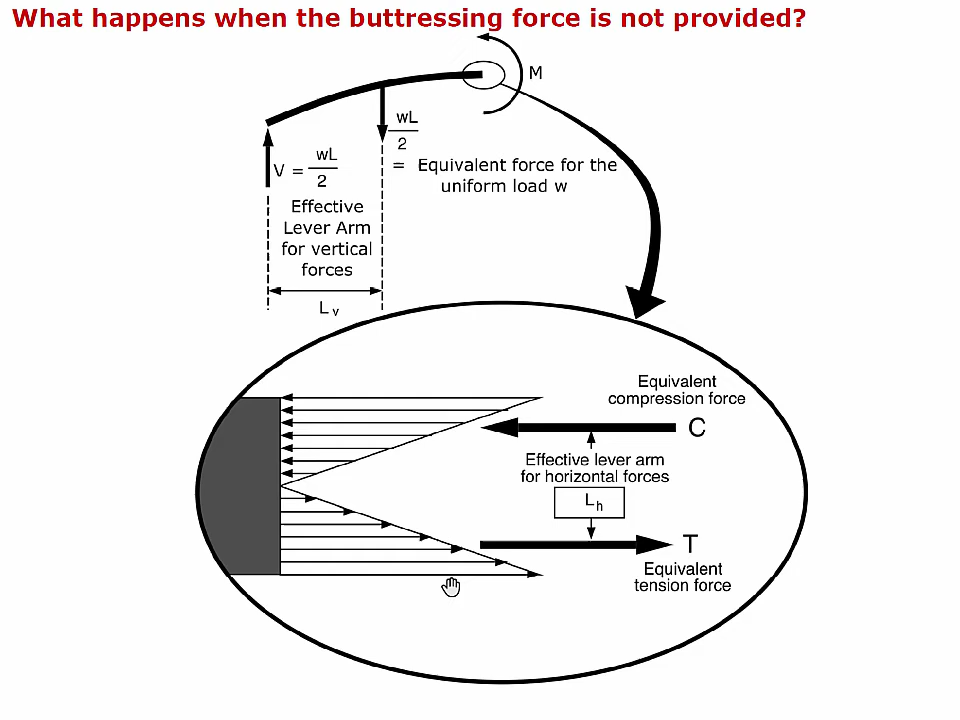 What happens when the buttressing force is not provided?
M
wL
2
V = wL
2
= Equivalent force for the
uniform load w
Effective
Lever Arm
for vertical
forces
L v
Equivalent
compression force
C
Effective lever arm
for horizontal forces
L h
T
Equivalent
tension force